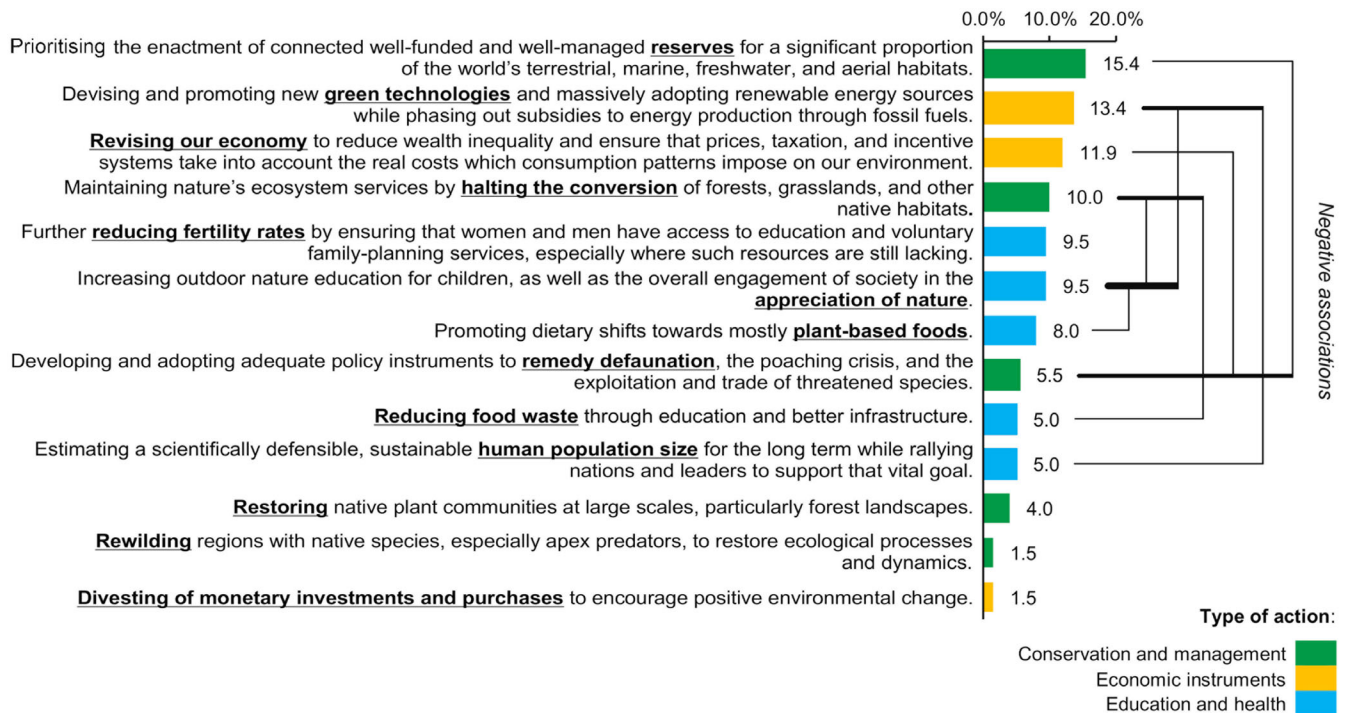 0.0% 10.0% 20.0%
Prioritising the enactment of connected well-funded and well-managed reserves for a significant proportion
of the world's terrestrial, marine, freshwater, and aerial habitats.
15.4
Devising and promoting new green technologies and massively adopting renewable energy sources
while phasing out subsidies to energy production through fossil fuels.
13.4
Revising our economy to reduce wealth inequality and ensure that prices, taxation, and incentive
systems take into account the real costs which consumption patterns impose on our environment.
11.9
Maintaining nature's ecosystem services by halting the conversion of forests, grasslands, and other
native habitats.
10.0
Further reducing fertility rates by ensuring that women and men have access to education and voluntary
family-planning services, especially where such resources are still lacking.
9.5
Increasing outdoor nature education for children, as well as the overall engagement of society in the
appreciation of nature.
9.5
Promoting dietary shifts towards mostly plant-based foods.
8.0
Developing and adopting adequate policy instruments to remedy defaunation, the poaching crisis, and the
exploitation and trade of threatened species.
5.5
Reducing food waste through education and better infrastructure.
5.0
Estimating a scientifically defensible, sustainable human population size for the long term while rallying
nations and leaders to support that vital goal.
5.0
Restoring native plant communities at large scales, particularly forest landscapes.
4.0
Rewilding regions with native species, especially apex predators, to restore ecological processes
and dynamics.
1.5
Divesting of monetary investments and purchases to encourage positive environmental change.
1.5
Negative associations
Type of action:
Conservation and management
Economic instruments
Education and health